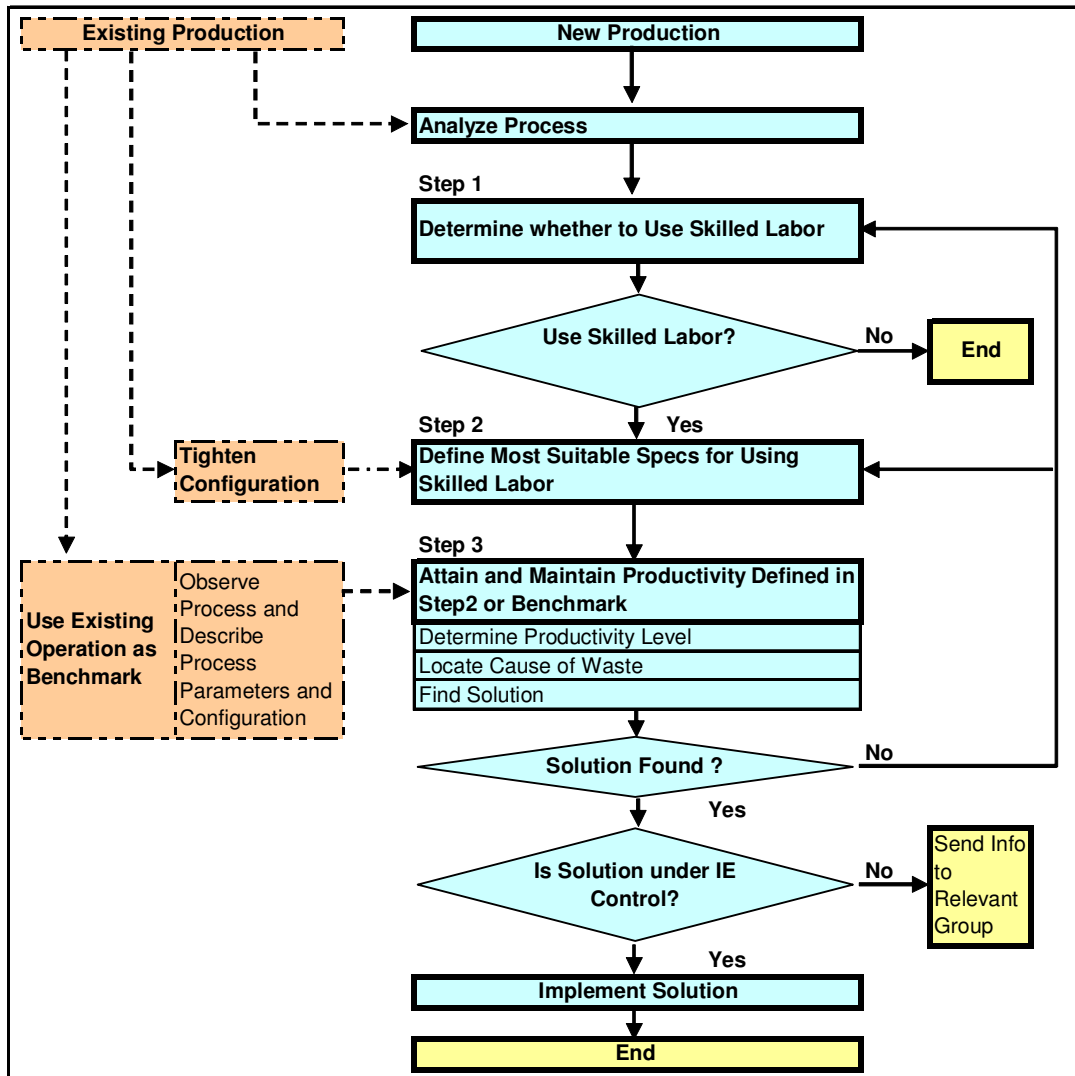 Existing Production
New Production
Analyze Process
Step 1
Determine whether to Use Skilled Labor
Use Skilled Labor?
No
End
Yes
Step 2
Tighten
Configuration
Define Most Suitable Specs for Using
Skilled Labor
Step 3
Use Existing
Operation as
Benchmark
Observe
Process and
Describe
Process
Parameters and
Configuration
Attain and Maintain Productivity Defined in
Step2 or Benchmark
Determine Productivity Level
Locate Cause of Waste
Find Solution
Solution Found ?
No
Yes
Is Solution under IE
Control?
No
Send Info
to
Relevant
Group
Yes
Implement Solution
End